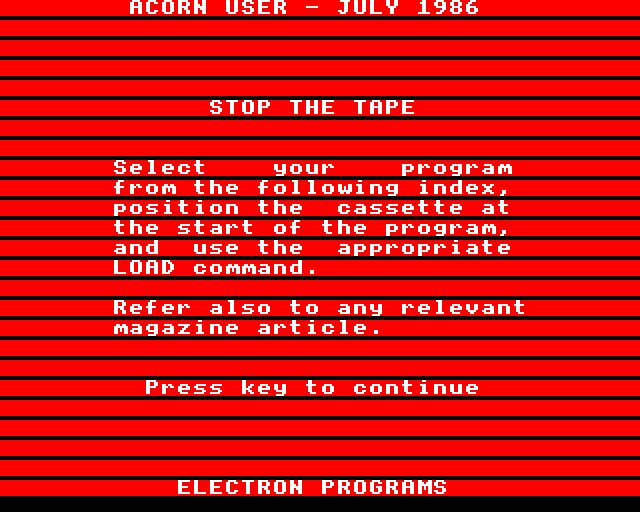 ACORN USER - JULY 1986
STOP THE TAPE
Select your program
from the following index,
position the cassette at
the start of the program,
and use the appropriate
LOAD command.
Refer also to any relevant
magazine article.
Press key to continue
ELECTRON PROGRAMS